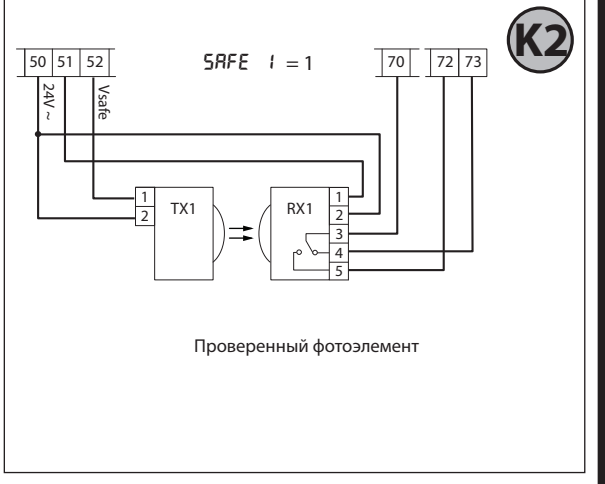 K2
50 51 52 SAFE 1 = 1 70 72 73
24V ~ Vsafe
1 TX1 RX1 1
2 2
3
4
5
Проверенный фотоэлемент